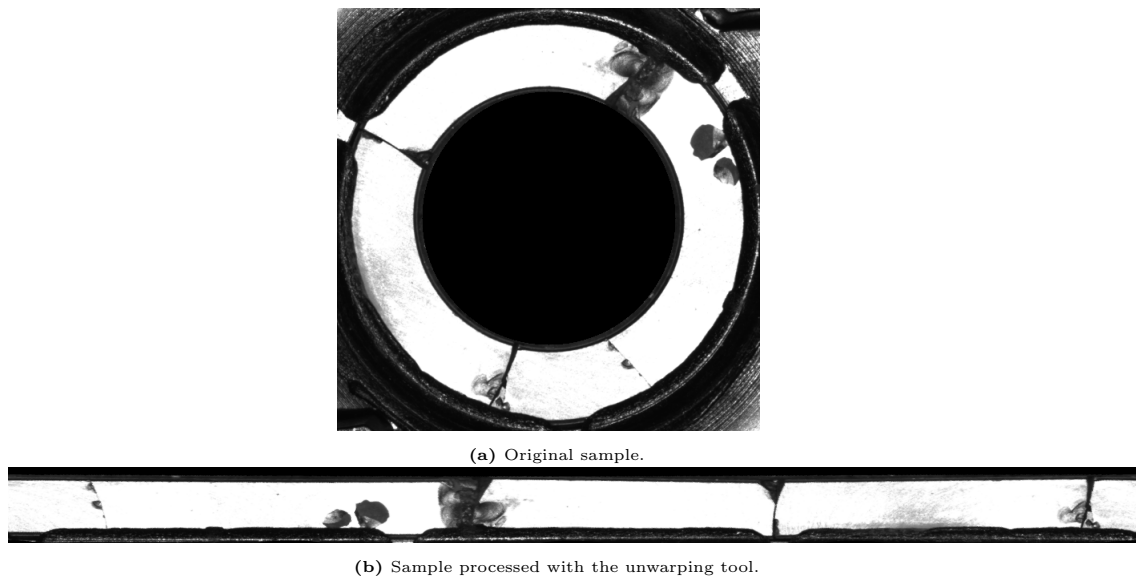 (a) Original sample.
(b) Sample processed with the unwarping tool.